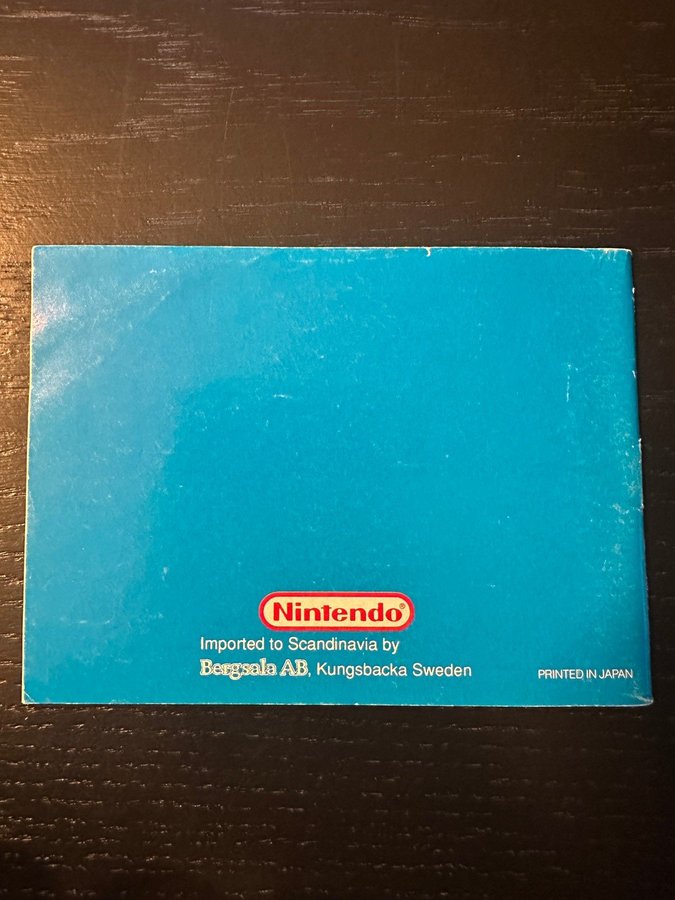 Nintendo®
Imported to Scandinavia by
Bergsala AB, Kungsbacka Sweden
PRINTED IN JAPAN